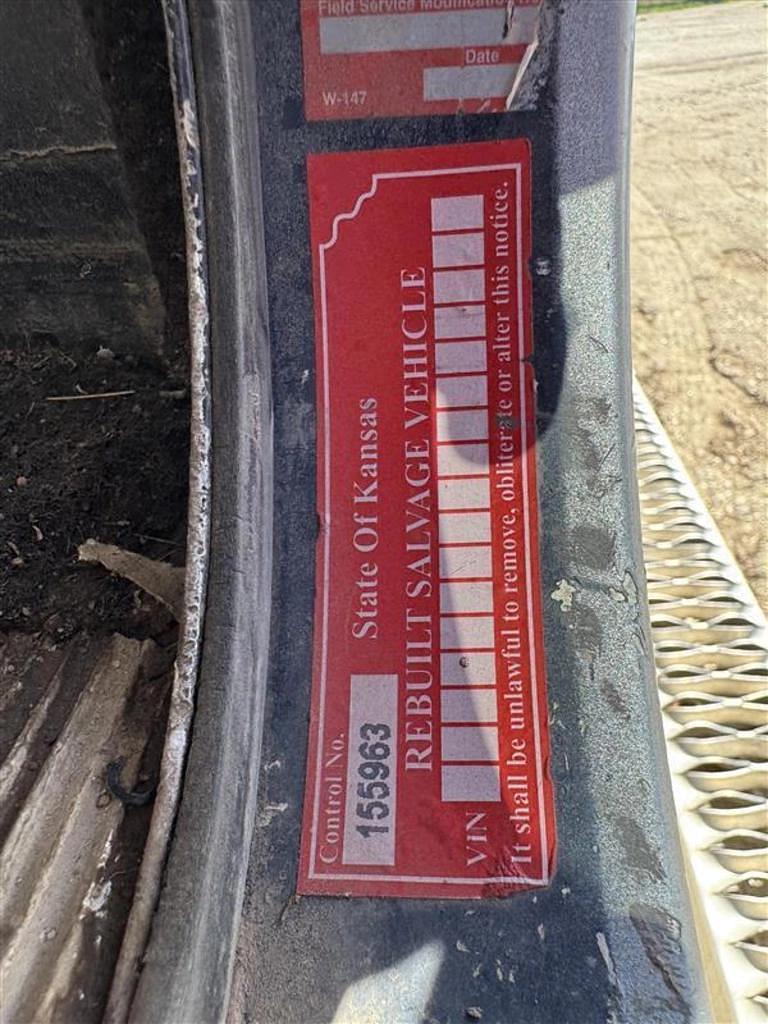 Field Service Modification
Date
W-147
Control No.
155963
State Of Kansas
REBUILT SALVAGE VEHICLE
VIN
It shall be unlawful to remove, obliterate or alter this notice.